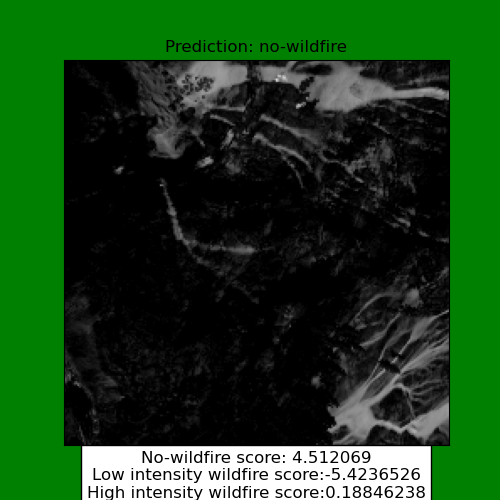 Prediction: no-wildfire
No-wildfire score: 4.512069
Low intensity wildfire score:-5.4236526
High intensity wildfire score:0.18846238